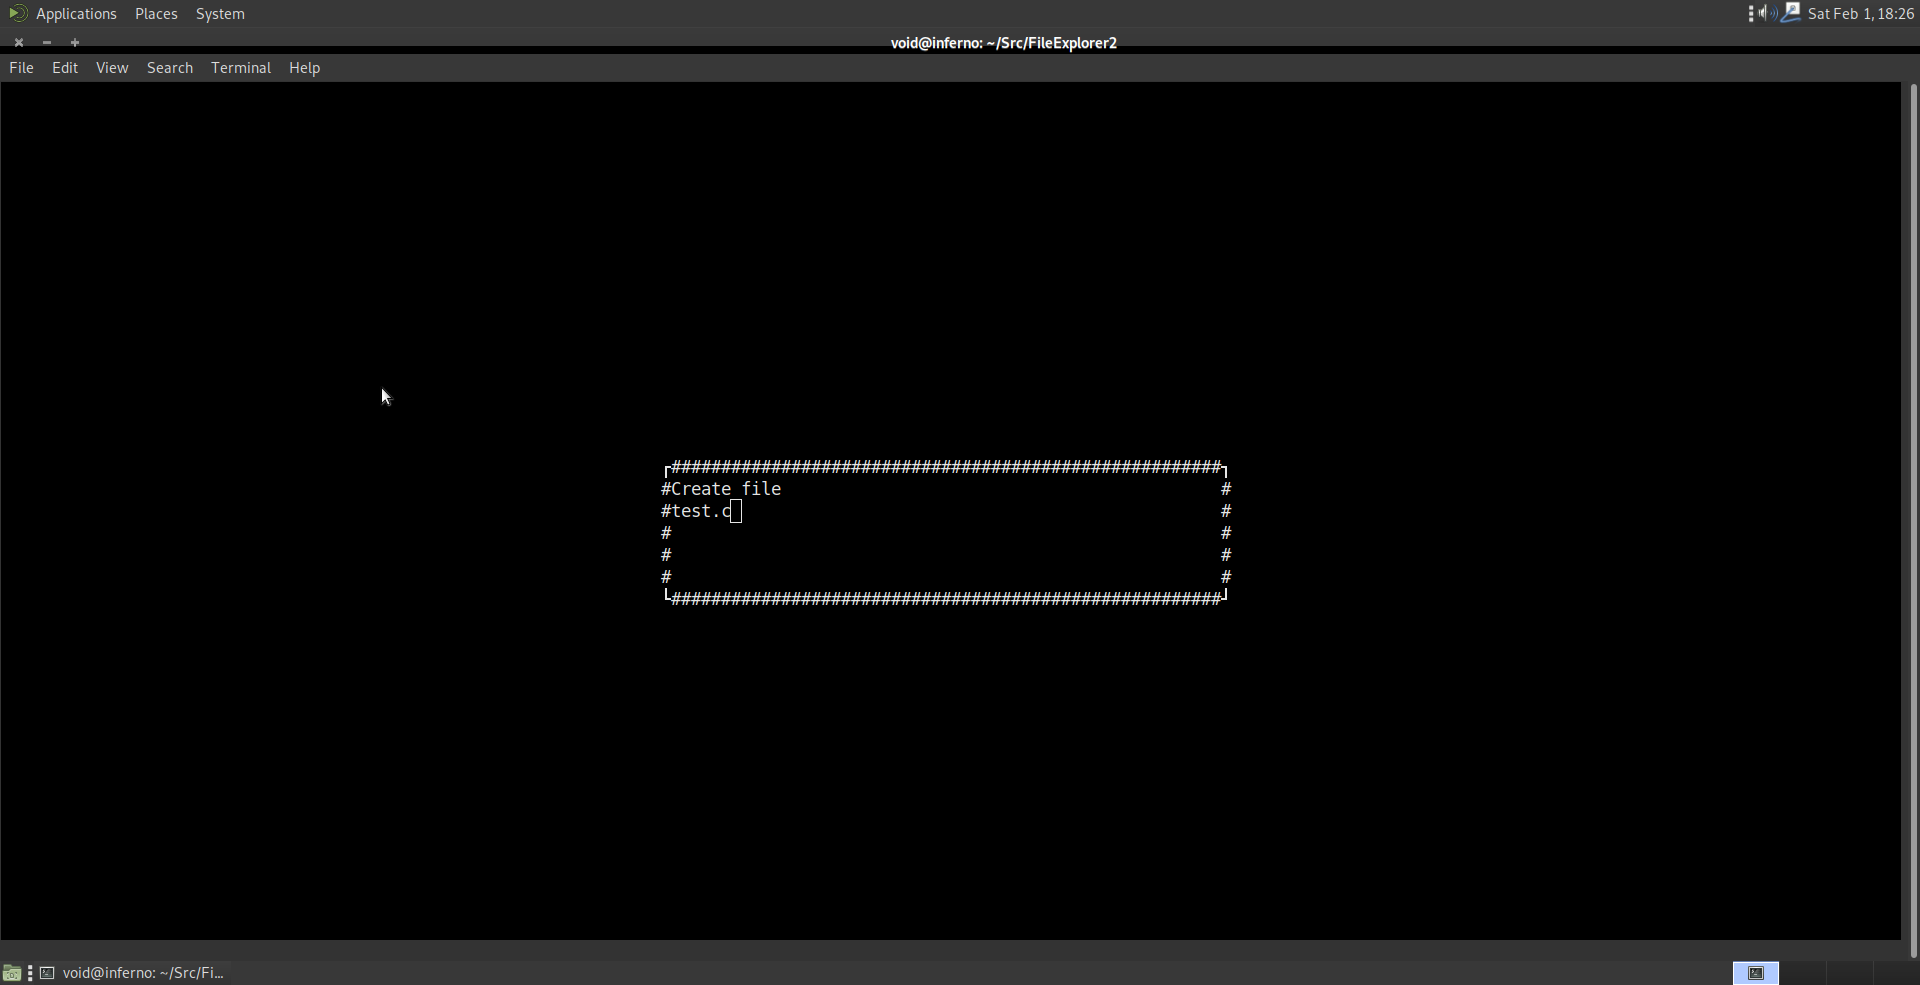 Applications Places System
Sat Feb 1, 18:26
void@inferno: ~/Src/FileExplorer2
File Edit View Search Terminal Help
┌#######################################################┐
#Create file #
#test.c #
# #
# #
# #
└#######################################################┘
void@inferno: ~/Src/Fi...